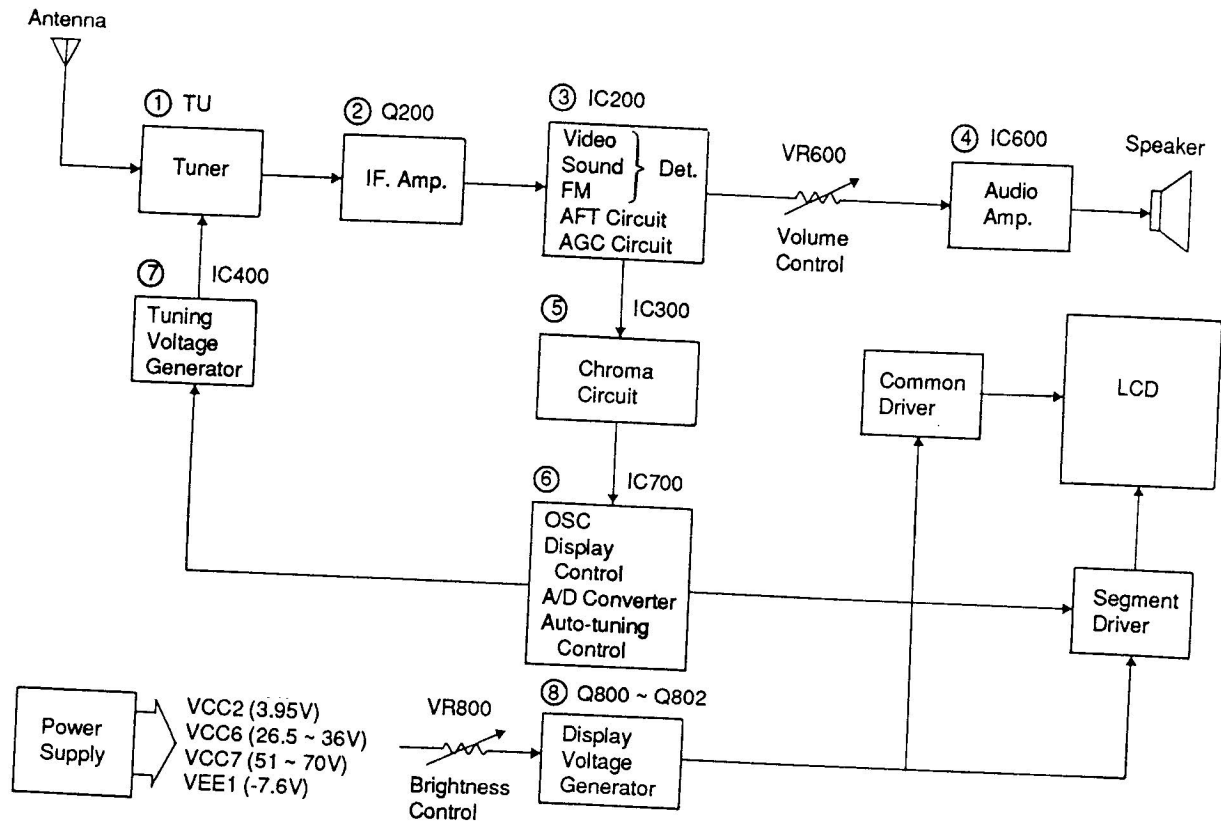 Antenna
① TU
Tuner
② Q200
IF. Amp.
③ IC200
Video
Sound
FM
Det.
AFT Circuit
AGC Circuit
VR600
Volume
Control
④ IC600
Audio
Amp.
Speaker
⑦ IC400
Tuning
Voltage
Generator
⑤ IC300
Chroma
Circuit
Common
Driver
LCD
⑥ IC700
OSC
Display
Control
A/D Converter
Auto-tuning
Control
Segment
Driver
Power
Supply
VCC2 (3.95V)
VCC6 (26.5 ~ 36V)
VCC7 (51 ~ 70V)
VEE1 (-7.6V)
VR800
Brightness
Control
⑧ Q800 ~ Q802
Display
Voltage
Generator